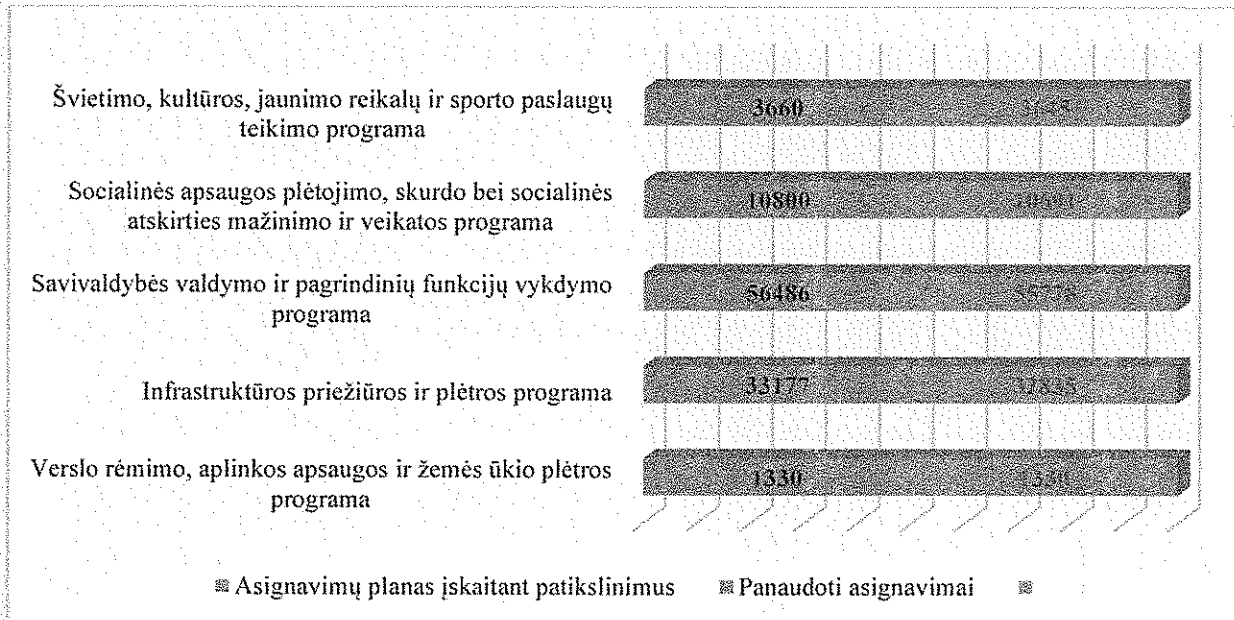 Švietimo, kultūros, jaunimo reikalų ir sporto paslaugų
teikimo programa
3660
Socialinės apsaugos plėtojimo, skurdo bei socialinės
atskirties mažinimo ir veikatos programa
10800
Savivaldybės valdymo ir pagrindinių funkcijų vykdymo
programa
56486
Infrastruktūros priežiūros ir plėtros programa
33177
Verslo rėmimo, aplinkos apsaugos ir žemės ūkio plėtros
programa
1330
Asignavimų planas įskaitant patikslinimus Panaudoti asignavimai